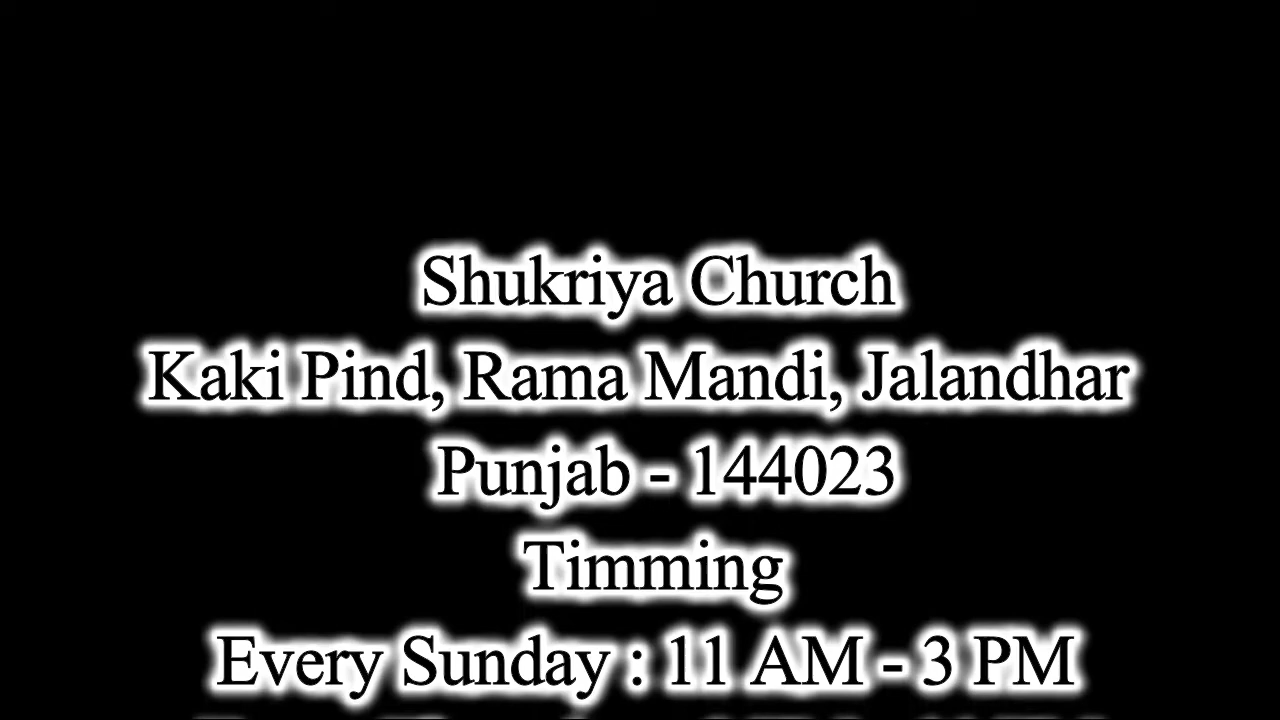 Shukriya Church
Kaki Pind, Rama Mandi, Jalandhar
Punjab - 144023
Timming
Every Sunday : 11 AM - 3 PM